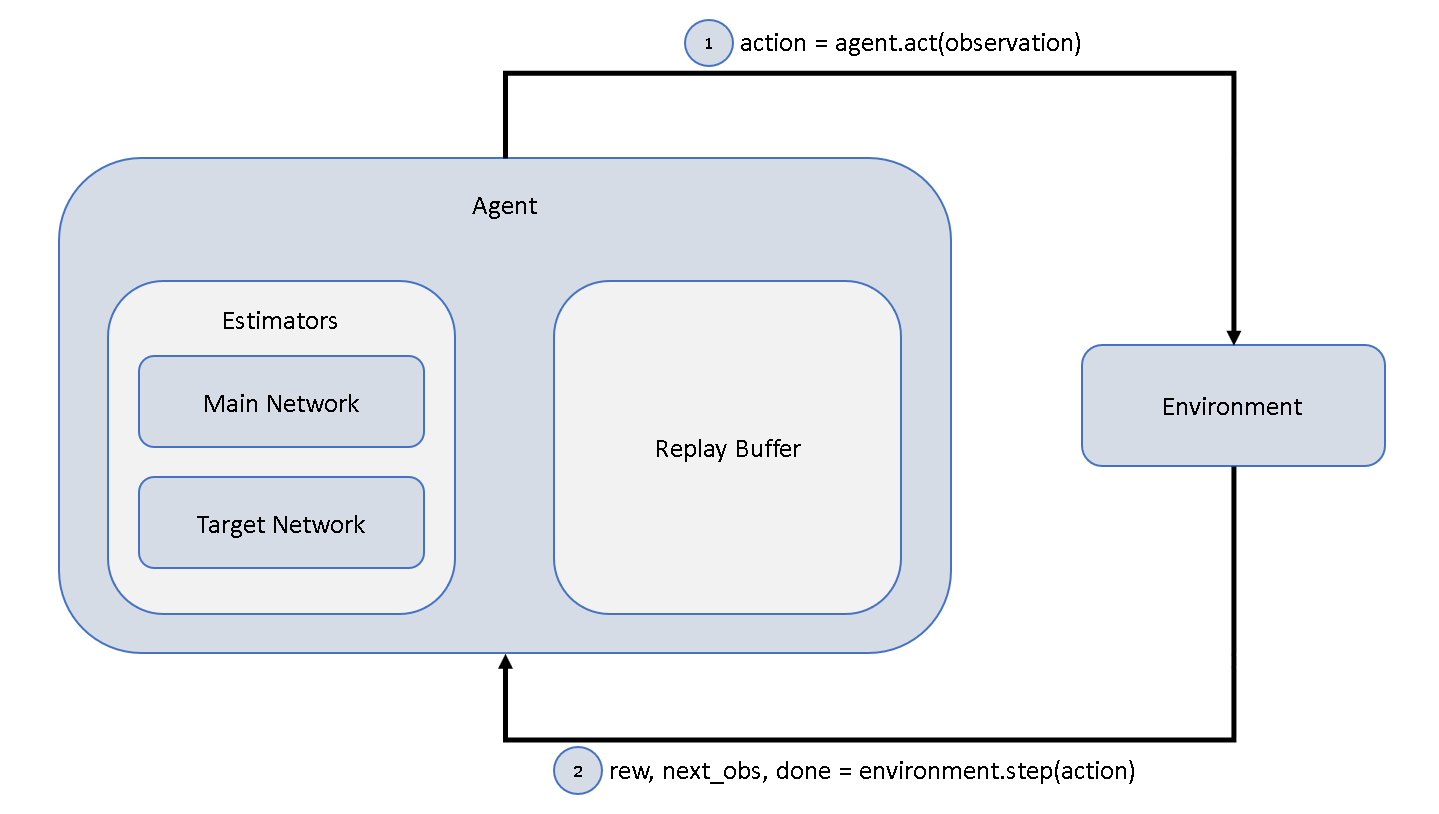 1 action = agent.act(observation)
Agent
Estimators
Main Network
Target Network
Replay Buffer
Environment
2 rew, next_obs, done = environment.step(action)